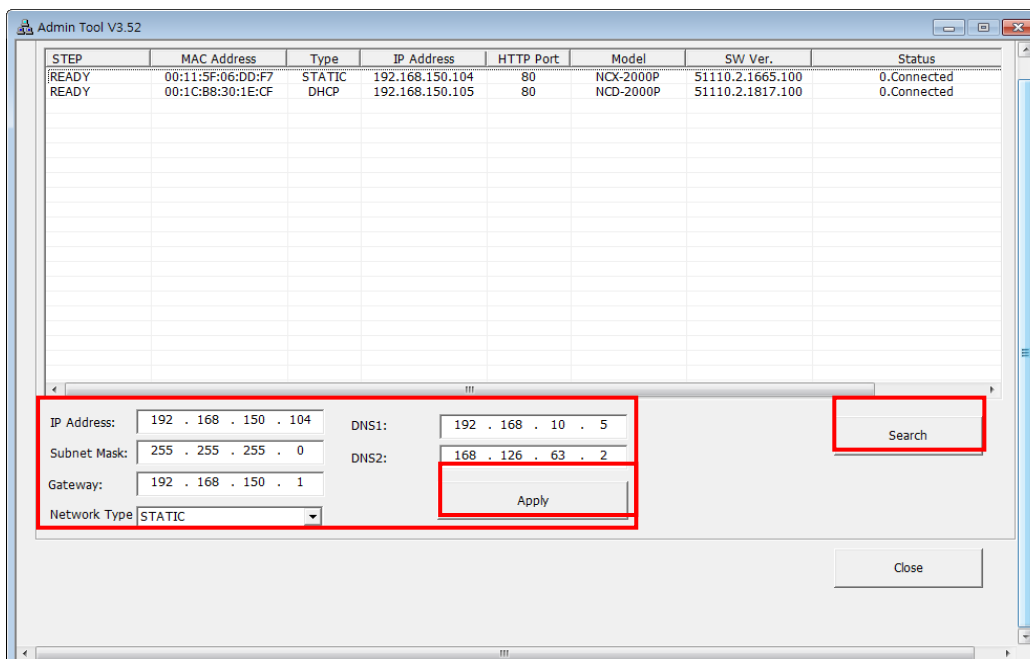 Admin Tool V3.52
STEP MAC Address Type IP Address HTTP Port Model SW Ver. Status
READY 00:11:5F:06:DD:F7 STATIC 192.168.150.104 80 NCX-2000P 51110.2.1665.100 0.Connected
READY 00:1C:B8:30:1E:CF DHCP 192.168.150.105 80 NCD-2000P 51110.2.1817.100 0.Connected
IP Address: 192 . 168 . 150 . 104 DNS1: 192 . 168 . 10 . 5 Search
Subnet Mask: 255 . 255 . 255 . 0 DNS2: 168 . 126 . 63 . 2
Gateway: 192 . 168 . 150 . 1 Apply
Network Type STATIC
Close